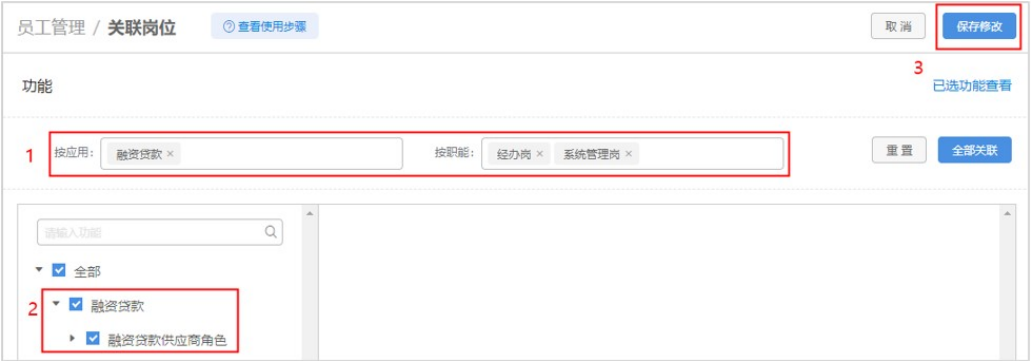 员工管理 / 关联岗位 查看使用步骤 取消 保存修改
3
功能 已选功能查看
1 按应用: 融资贷款 × 按职能: 经办岗 × 系统管理岗 × 重置 全部关联
请输入功能
全部
2 融资贷款
融资贷款供应商角色